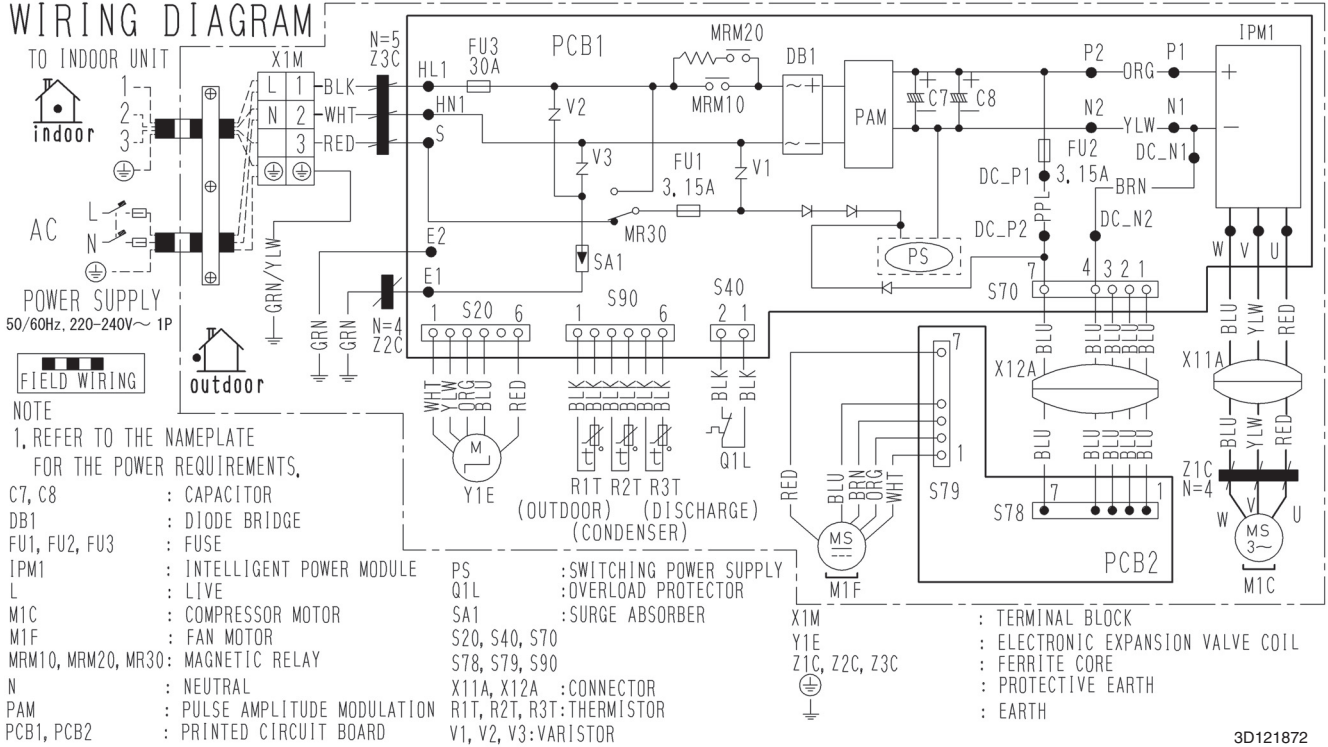 WIRING DIAGRAM
TO INDOOR UNIT
indoor
1
2
3
AC
L
N
POWER SUPPLY
50/60Hz, 220-240V~ 1P
FIELD WIRING
outdoor
X1M
L 1
N 2
3
BLK
WHT
RED
GRN/YLW
N=5
Z3C
HL1
HN1
S
FU3
30A
PCB1
MRM20
MRM10
DB1
~ +
~ −
PAM
+
C7
+
C8
P2
ORG
P1
N2
YLW
N1
IPM1
+
−
V2
V3
V1
FU1
3.15A
MR30
SA1
PS
FU2
3.15A
DC_P1
PPL
DC_P2
DC_N1
BRN
DC_N2
W V U
E2
E1
N=4
Z2C
GRN
GRN
1 S20 6
WHT
YLW
ORG
BLU
RED
M
Y1E
S90
1 6
BLK
BLK
BLK
BLK
BLK
BLK
t°
t°
t°
R1T R2T R3T
(OUTDOOR) (DISCHARGE)
(CONDENSER)
S40
2 1
BLK
BLK
Q1L
S70
7 4 3 2 1
BLU
BLU
BLU
BLU
BLU
X12A
BLU
BLU
BLU
BLU
BLU
S78
7 1
PCB2
7
1
S79
RED
BLU
BRN
ORG
WHT
MS
M1F
BLU
YLW
RED
X11A
BLU
YLW
RED
Z1C
N=4
W V U
MS
3~
M1C
NOTE
1. REFER TO THE NAMEPLATE
FOR THE POWER REQUIREMENTS.
C7, C8 : CAPACITOR
DB1 : DIODE BRIDGE
FU1, FU2, FU3 : FUSE
IPM1 : INTELLIGENT POWER MODULE
L : LIVE
M1C : COMPRESSOR MOTOR
M1F : FAN MOTOR
MRM10, MRM20, MR30: MAGNETIC RELAY
N : NEUTRAL
PAM : PULSE AMPLITUDE MODULATION
PCB1, PCB2 : PRINTED CIRCUIT BOARD
PS :SWITCHING POWER SUPPLY
Q1L :OVERLOAD PROTECTOR
SA1 :SURGE ABSORBER
S20, S40, S70
S78, S79, S90
X11A, X12A :CONNECTOR
R1T, R2T, R3T:THERMISTOR
V1, V2, V3:VARISTOR
X1M : TERMINAL BLOCK
Y1E : ELECTRONIC EXPANSION VALVE COIL
Z1C, Z2C, Z3C : FERRITE CORE
: PROTECTIVE EARTH
: EARTH
3D121872